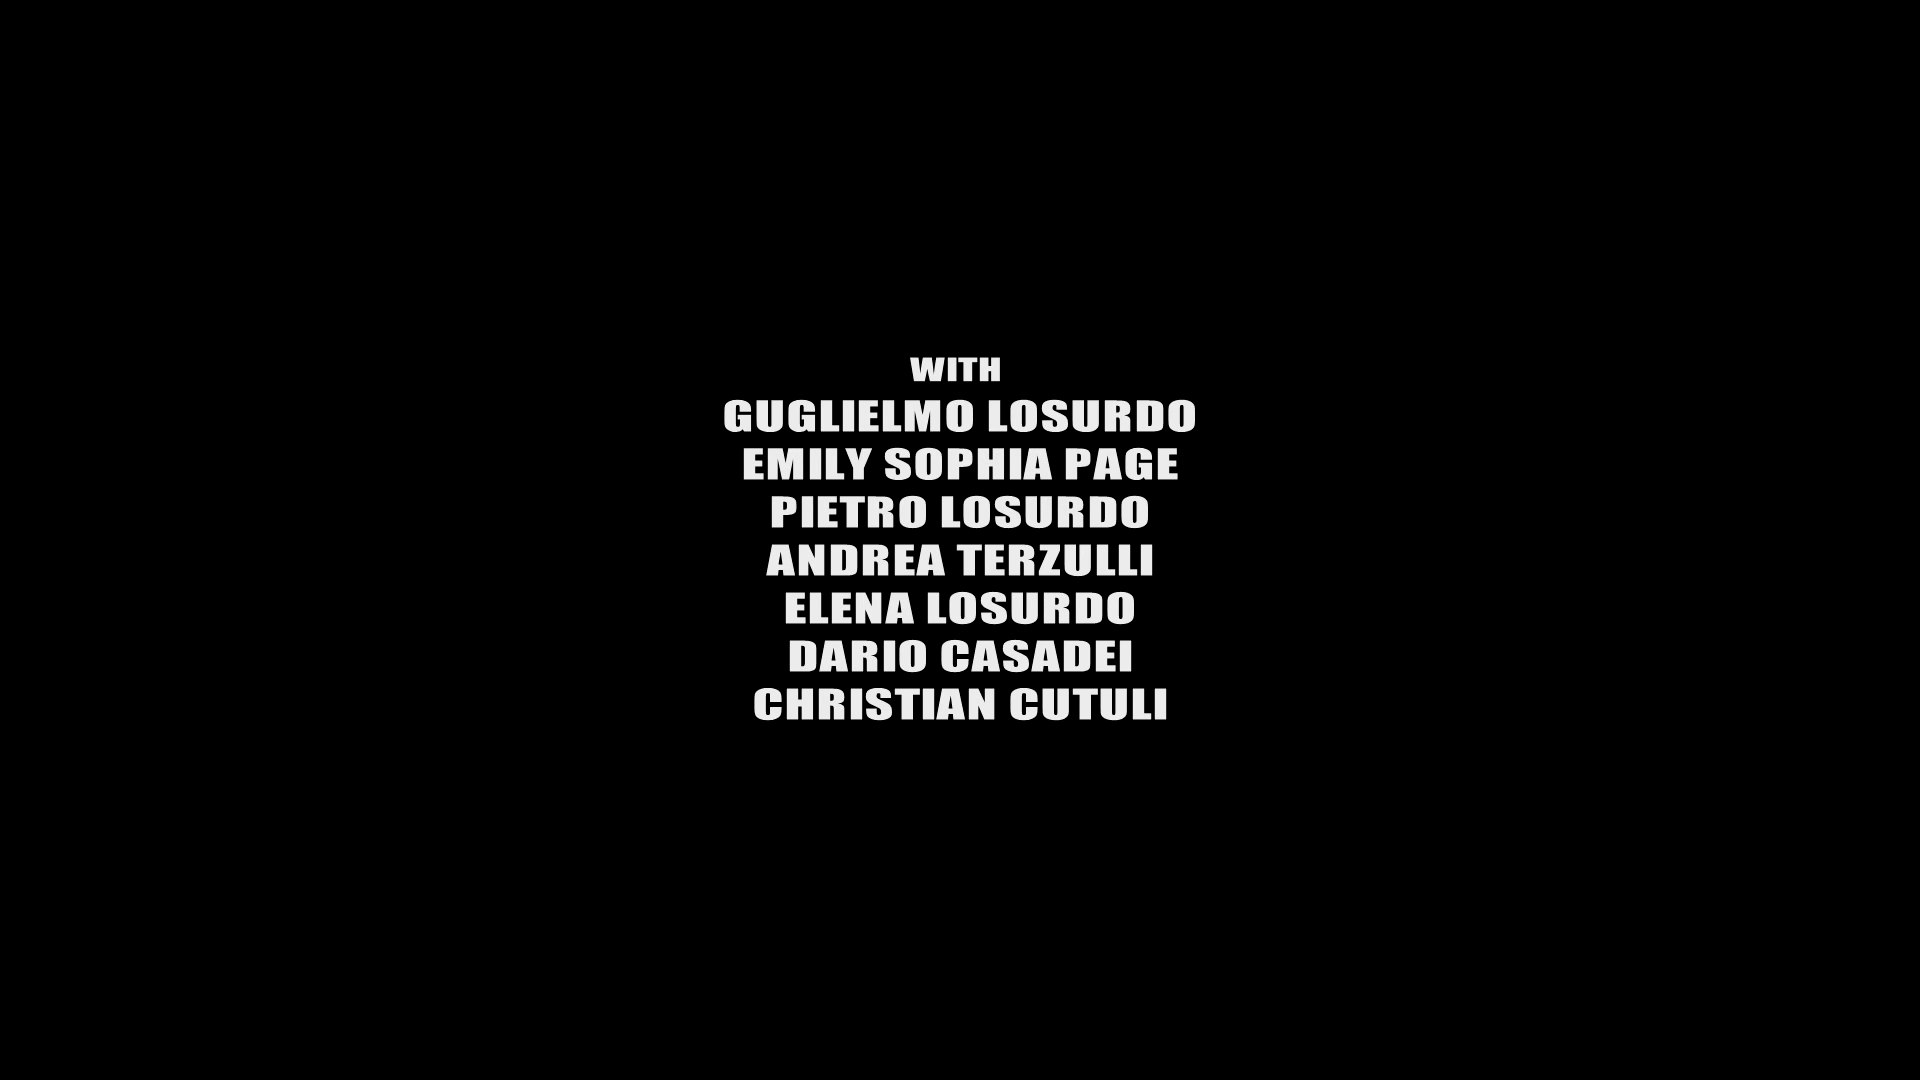 WITH
GUGLIELMO LOSURDO
EMILY SOPHIA PAGE
PIETRO LOSURDO
ANDREA TERZULLI
ELENA LOSURDO
DARIO CASADEI
CHRISTIAN CUTULI